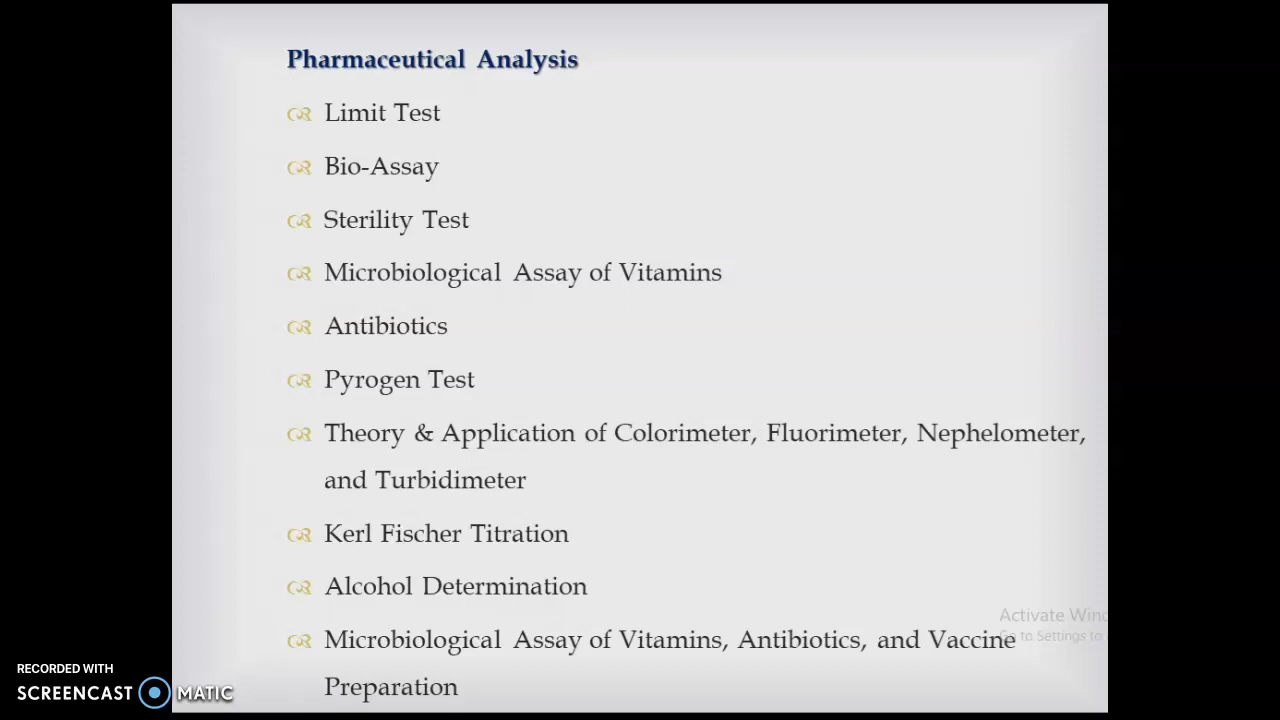 Pharmaceutical Analysis
Limit Test
Bio-Assay
Sterility Test
Microbiological Assay of Vitamins
Antibiotics
Pyrogen Test
Theory & Application of Colorimeter, Fluorimeter, Nephelometer,
and Turbidimeter
Kerl Fischer Titration
Alcohol Determination
Activate Win
Microbiological Assay of Vitamins, Antibiotics, and Vaccine
Go to Settings to
Preparation
RECORDED WITH
SCREENCAST MATIC